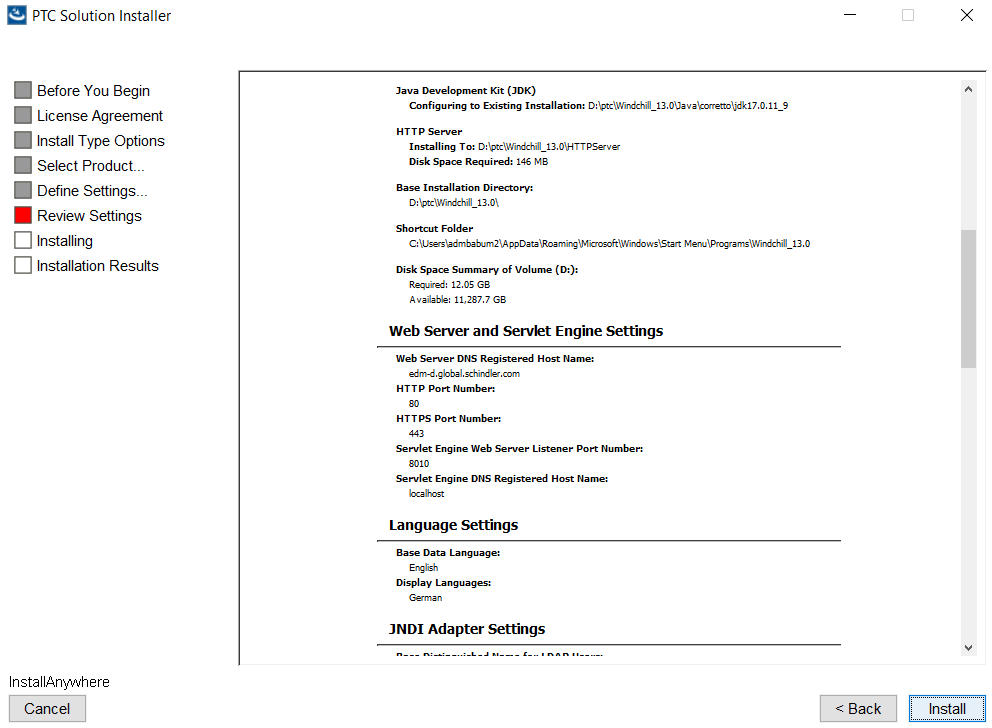 PTC Solution Installer
Before You Begin
License Agreement
Install Type Options
Select Product...
Define Settings...
Review Settings
Installing
Installation Results
Java Development Kit (JDK)
Configuring to Existing Installation: D:\ptc\Windchill_13.0\Java\corretto\jdk17.0.11_9
HTTP Server
Installing To: D:\ptc\Windchill_13.0\HTTPServer
Disk Space Required: 146 MB
Base Installation Directory:
D:\ptc\Windchill_13.0\
Shortcut Folder
C:\Users\admbabum2\AppData\Roaming\Microsoft\Windows\Start Menu\Programs\Windchill_13.0
Disk Space Summary of Volume (D:):
Required: 12.05 GB
Available: 11,287.7 GB
Web Server and Servlet Engine Settings
Web Server DNS Registered Host Name:
edm-d.global.schindler.com
HTTP Port Number:
80
HTTPS Port Number:
443
Servlet Engine Web Server Listener Port Number:
8010
Servlet Engine DNS Registered Host Name:
localhost
Language Settings
Base Data Language:
English
Display Languages:
German
JNDI Adapter Settings
Base Distinguished Name for LDAP Users:
InstallAnywhere
Cancel
< Back
Install